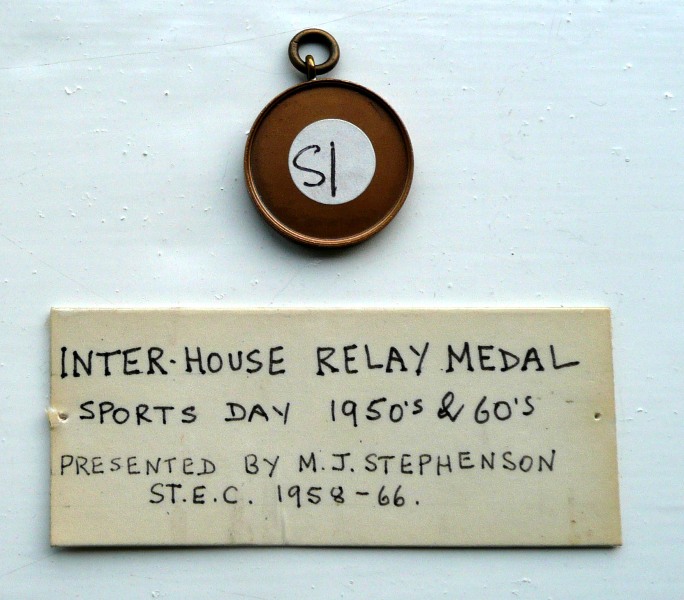 S1
INTER-HOUSE RELAY MEDAL
SPORTS DAY 1950'S & 60'S
PRESENTED BY M.J. STEPHENSON
ST.E.C. 1958-66.